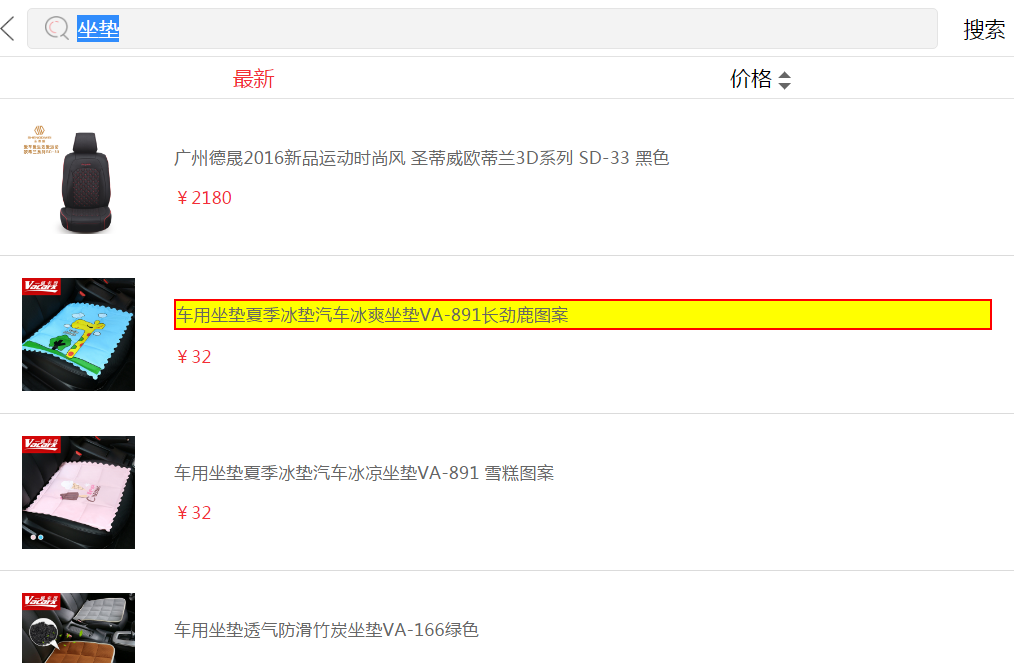 坐垫
搜索
最新
价格
广州德晟2016新品运动时尚风 圣蒂威欧蒂兰3D系列 SD-33 黑色
￥2180
Vacark
车用坐垫夏季冰垫汽车冰爽坐垫VA-891长劲鹿图案
￥32
Vacark
车用坐垫夏季冰垫汽车冰凉坐垫VA-891 雪糕图案
￥32
Vacark
车用坐垫透气防滑竹炭坐垫VA-166绿色